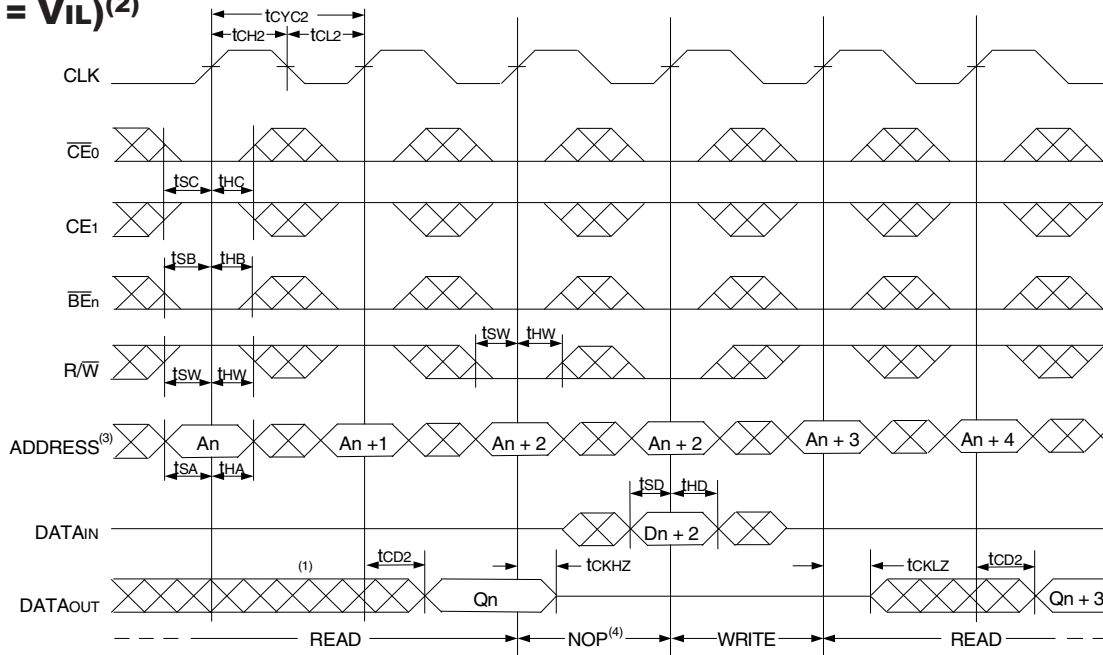 = VIL)(2)
tCYC2
tCH2 tCL2
CLK
CE0
tSC tHC
CE1
tSB tHB
BEn
tSW tHW
R/W
tSW tHW
ADDRESS(3) An An +1 An + 2 An + 2 An + 3 An + 4
tSA tHA
tSD tHD
DATAIN Dn + 2
(1) tCD2 tCKHZ tCKLZ tCD2
DATAOUT Qn Qn + 3
READ NOP(4) WRITE READ